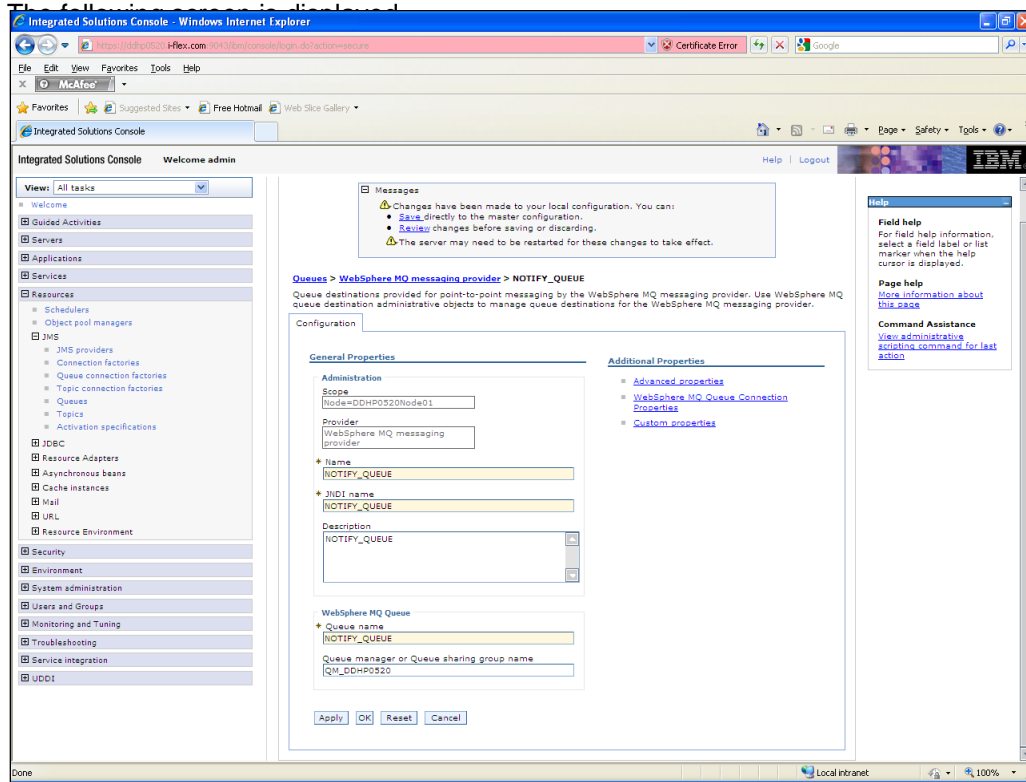 The following screen is displayed
Integrated Solutions Console - Windows Internet Explorer
https://ddhp0520.i-flex.com:9043/ibm/console/login.do?action=secure
Certificate Error
Google
File Edit View Favorites Tools Help
x McAfee
Favorites Suggested Sites Free Hotmail Web Slice Gallery
Integrated Solutions Console
Page Safety Tools
Integrated Solutions Console Welcome admin
Help | Logout
IBM.
View: All tasks
Welcome
Guided Activities
Servers
Applications
Services
Resources
Schedulers
Object pool managers
JMS
JMS providers
Connection factories
Queue connection factories
Topic connection factories
Queues
Topics
Activation specifications
JDBC
Resource Adapters
Asynchronous beans
Cache instances
Mail
URL
Resource Environment
Security
Environment
System administration
Users and Groups
Monitoring and Tuning
Troubleshooting
Service integration
UDDI
Messages
Changes have been made to your local configuration. You can:
Save directly to the master configuration.
Review changes before saving or discarding.
The server may need to be restarted for these changes to take effect.
Queues > WebSphere MQ messaging provider > NOTIFY_QUEUE
Queue destinations provided for point-to-point messaging by the WebSphere MQ messaging provider. Use WebSphere MQ
queue destination administrative objects to manage queue destinations for the WebSphere MQ messaging provider.
Configuration
General Properties
Administration
Scope
Node=DDHP0520Node01
Provider
WebSphere MQ messaging
provider
* Name
NOTIFY_QUEUE
* JNDI name
NOTIFY_QUEUE
Description
NOTIFY_QUEUE
WebSphere MQ Queue
* Queue name
NOTIFY_QUEUE
Queue manager or Queue sharing group name
QM_DDHP0520
Apply OK Reset Cancel
Additional Properties
Advanced properties
WebSphere MQ Queue Connection
Properties
Custom properties
Help
Field help
For field help information,
select a field label or list
marker when the help
cursor is displayed.
Page help
More information about
this page
Command Assistance
View administrative
scripting command for last
action
Done
Local intranet
100%